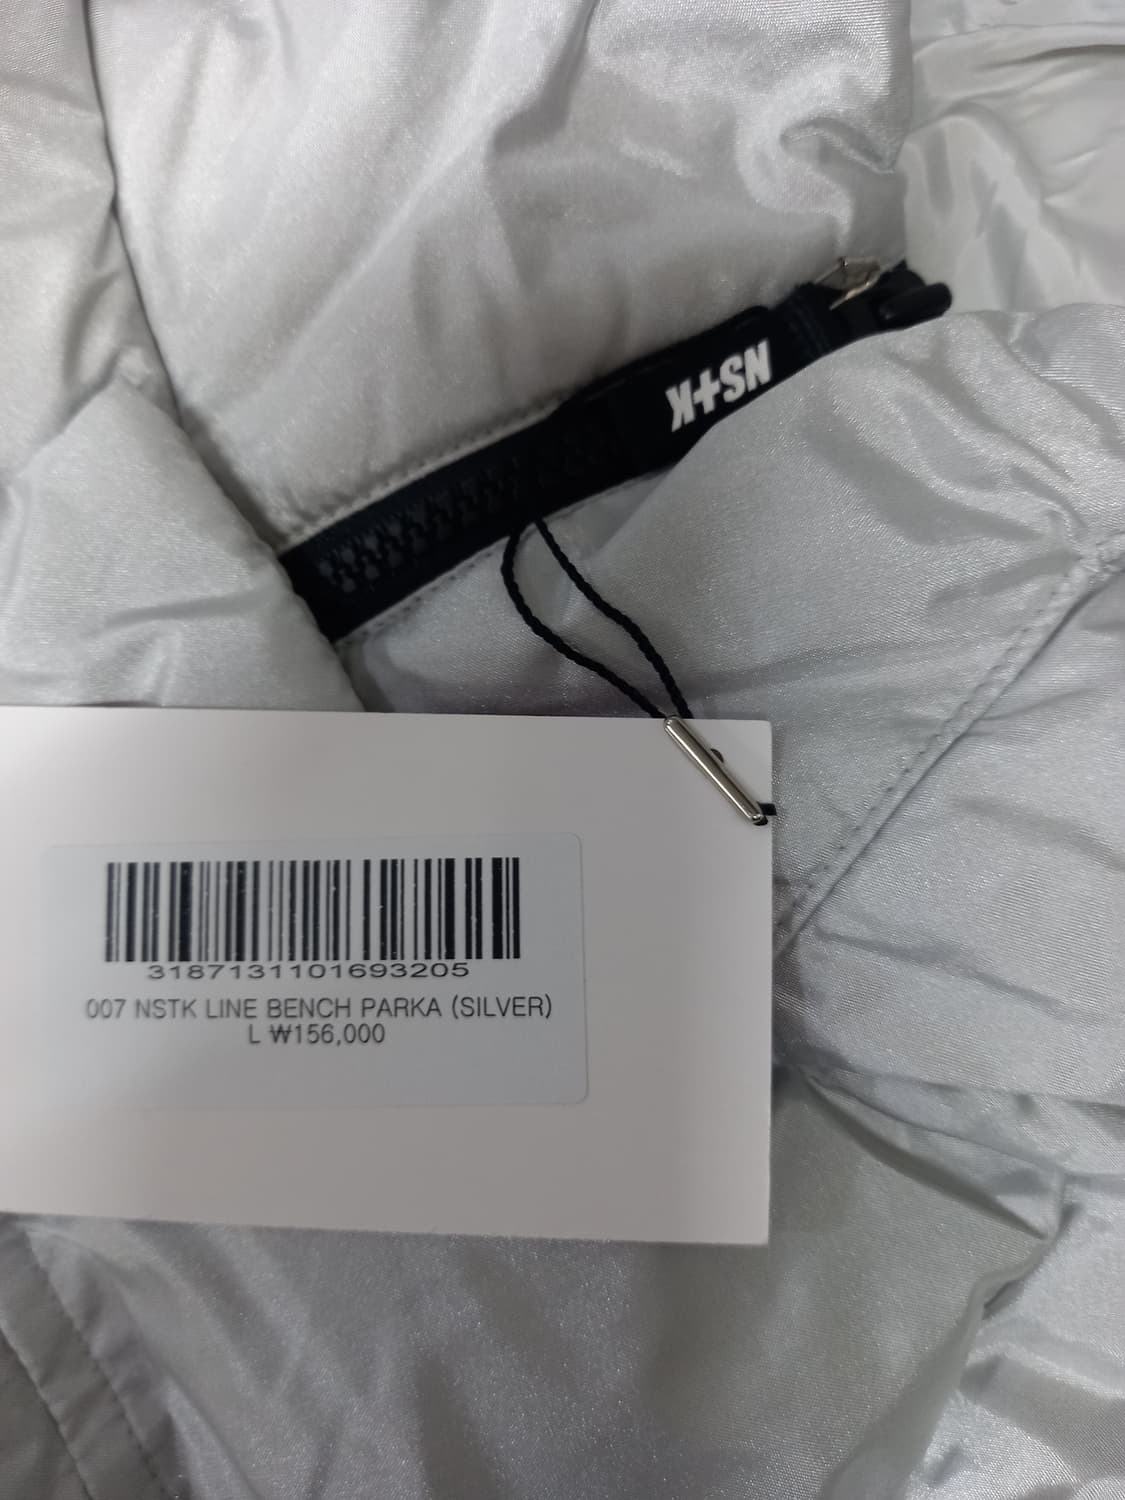 NS+K
3187131101693205
007 NSTK LINE BENCH PARKA (SILVER)
L ₩156,000